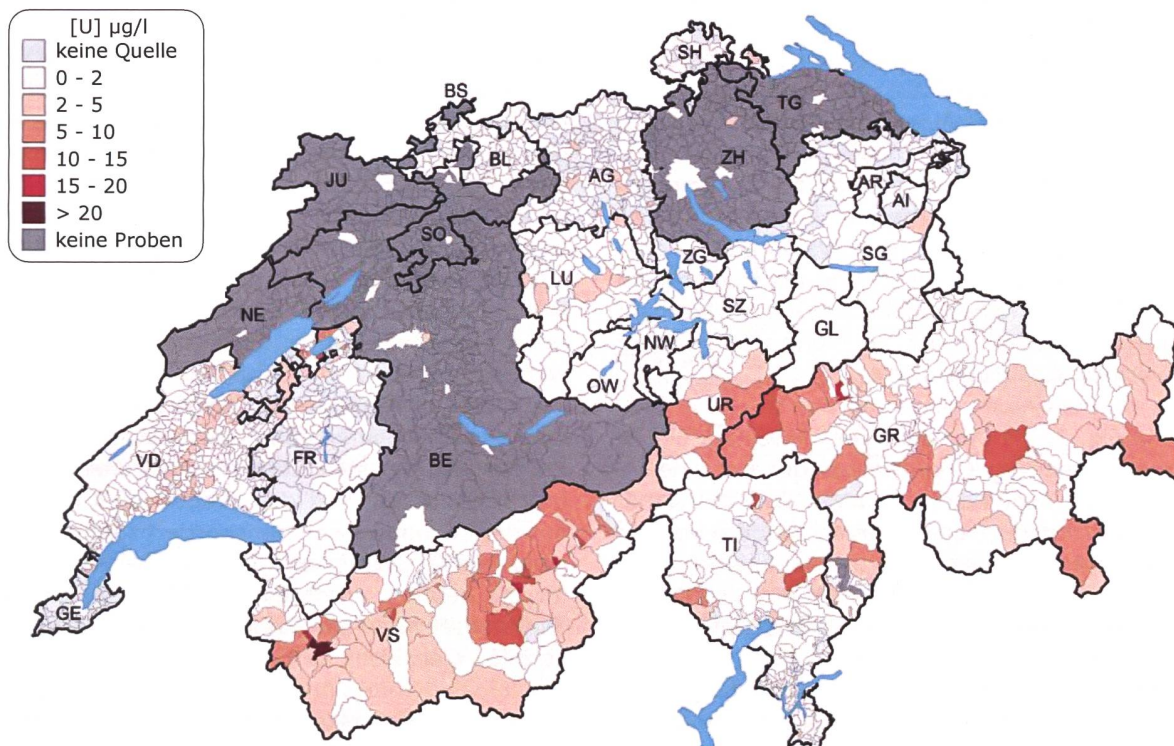 [U] µg/l
keine Quelle
0 - 2
2 - 5
5 - 10
10 - 15
15 - 20
> 20
keine Proben
SH
BS
TG
BL
ZH
JU
AG
AR
AI
SO
ZG
SG
LU
SZ
NE
GL
NW
OW
UR
GR
VD
FR
BE
TI
GE
VS